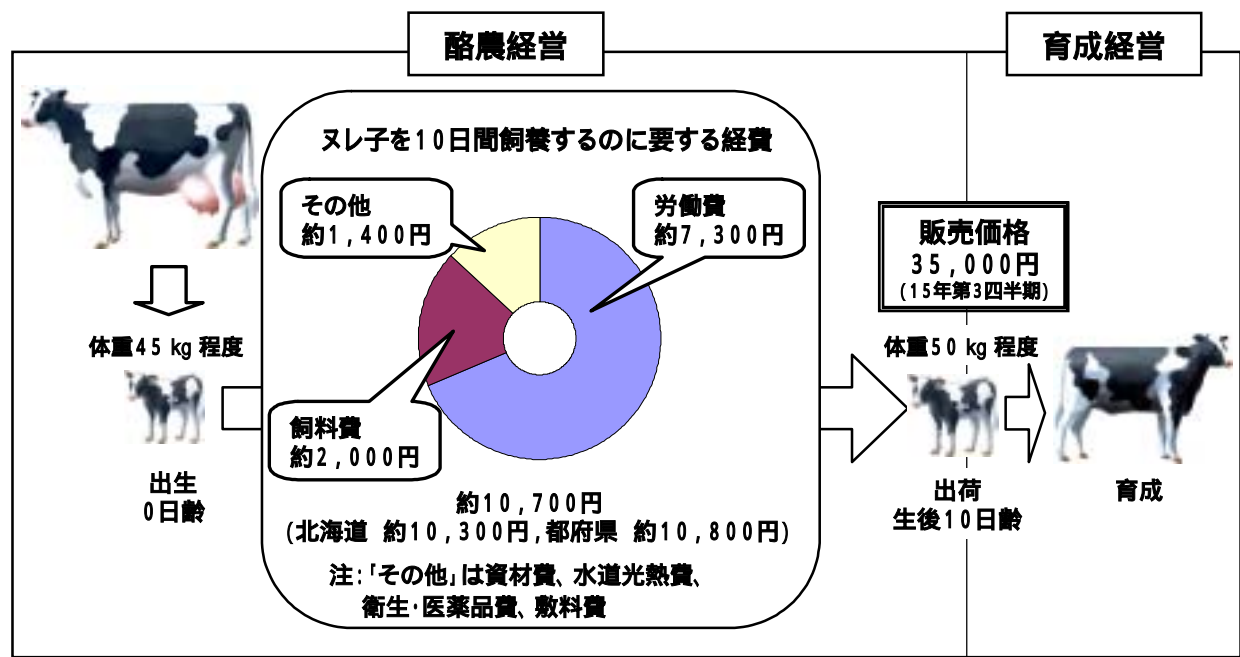 酪農経営
育成経営
ヌレ子を10日間飼養するのに要する経費
その他
約1,400円
労働費
約7,300円
飼料費
約2,000円
約10,700円
(北海道 約10,300円,都府県 約10,800円)
注:「その他」は資材費、水道光熱費、
衛生・医薬品費、敷料費
体重45 kg 程度
出生
0日齢
販売価格
35,000円
(15年第3四半期)
体重50 kg 程度
出荷
生後10日齢
育成